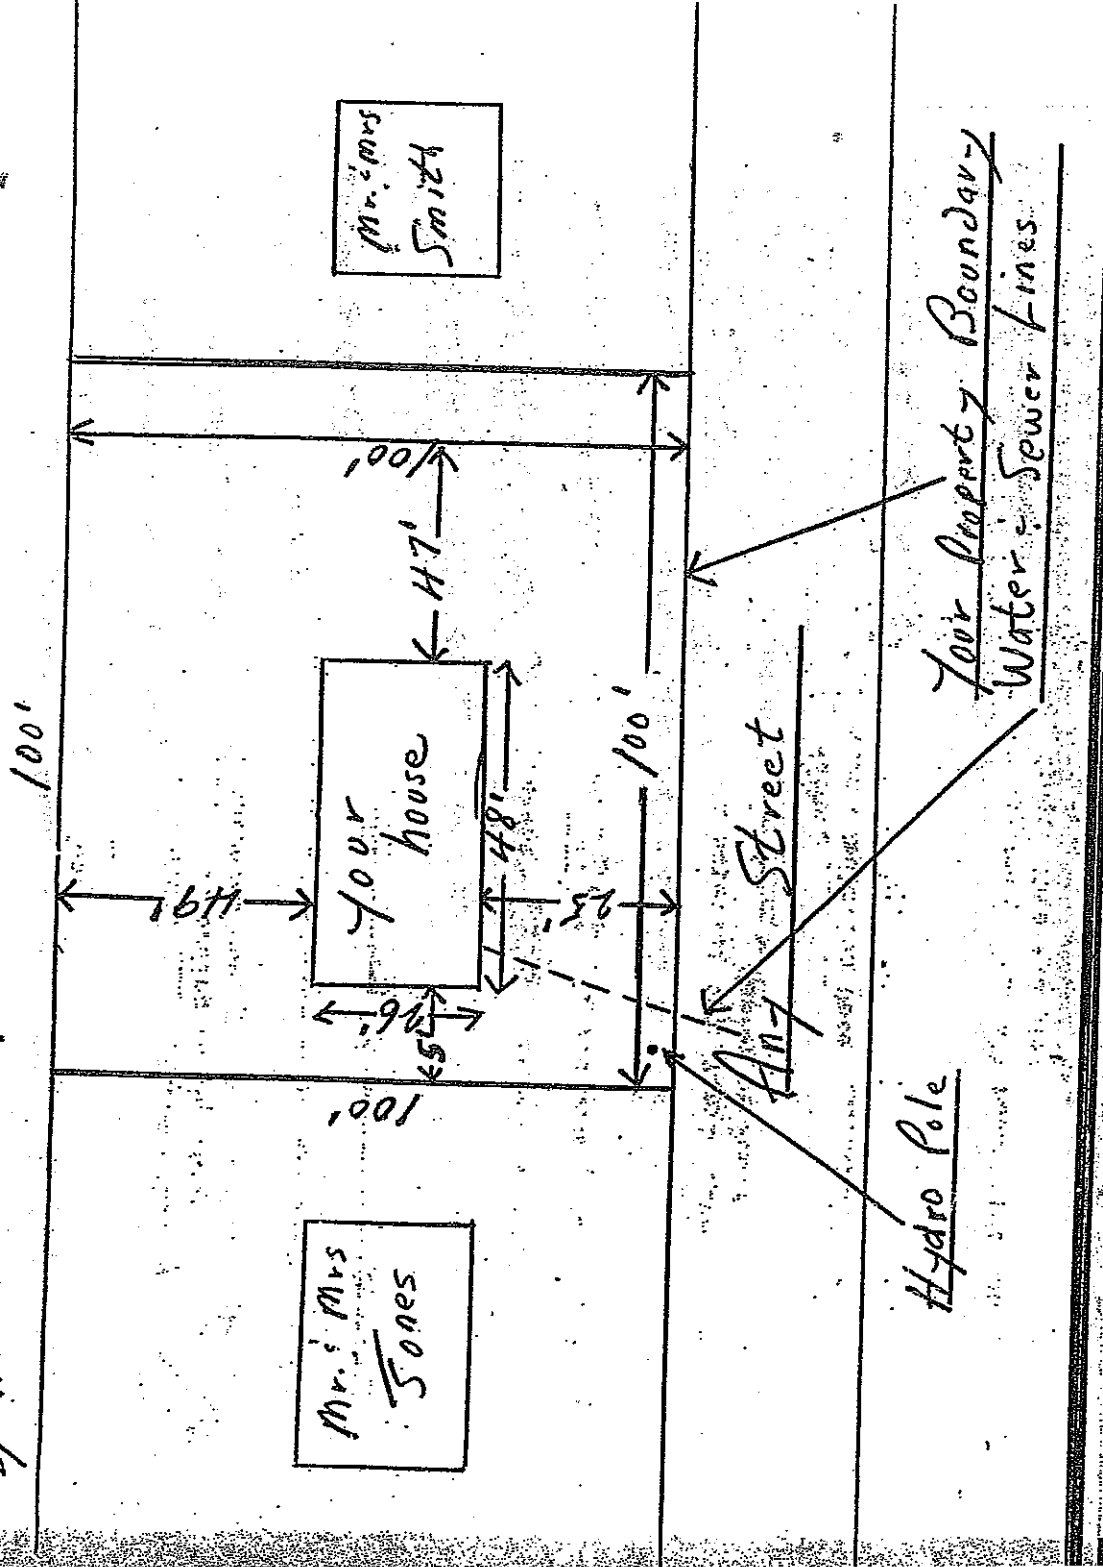 100'
Mr. & Mrs
Jones
100'
5'
26'
49'
Your
house
48'
23'
47'
100'
100'
Mr. & Mrs
Smith
Any Street
Hydro Pole
Your Property Boundary
Water & Sewer Lines